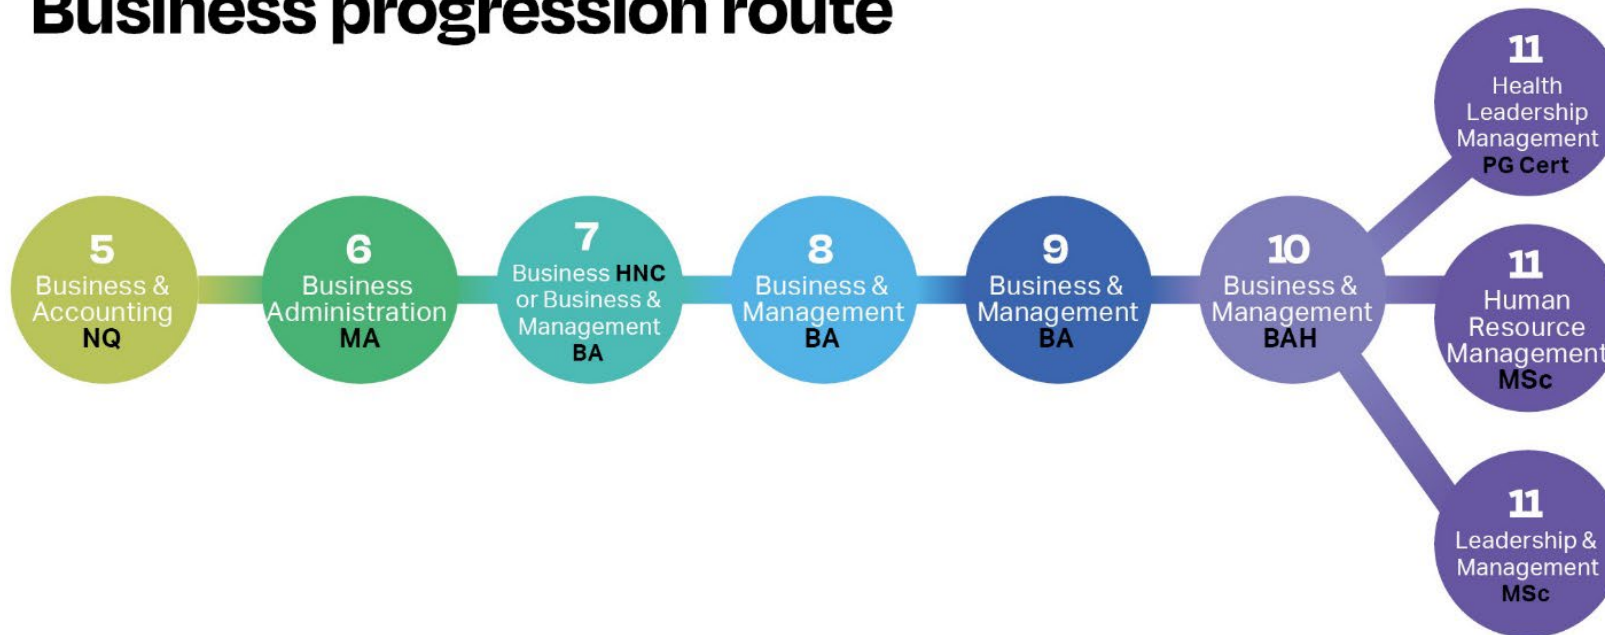 Business progression route
5
Business &
Accounting
NQ
6
Business
Administration
MA
7
Business HNC
or Business &
Management
BA
8
Business &
Management
BA
9
Business &
Management
BA
10
Business &
Management
BAH
11
Health
Leadership
Management
PG Cert
11
Human
Resource
Management
MSc
11
Leadership &
Management
MSc